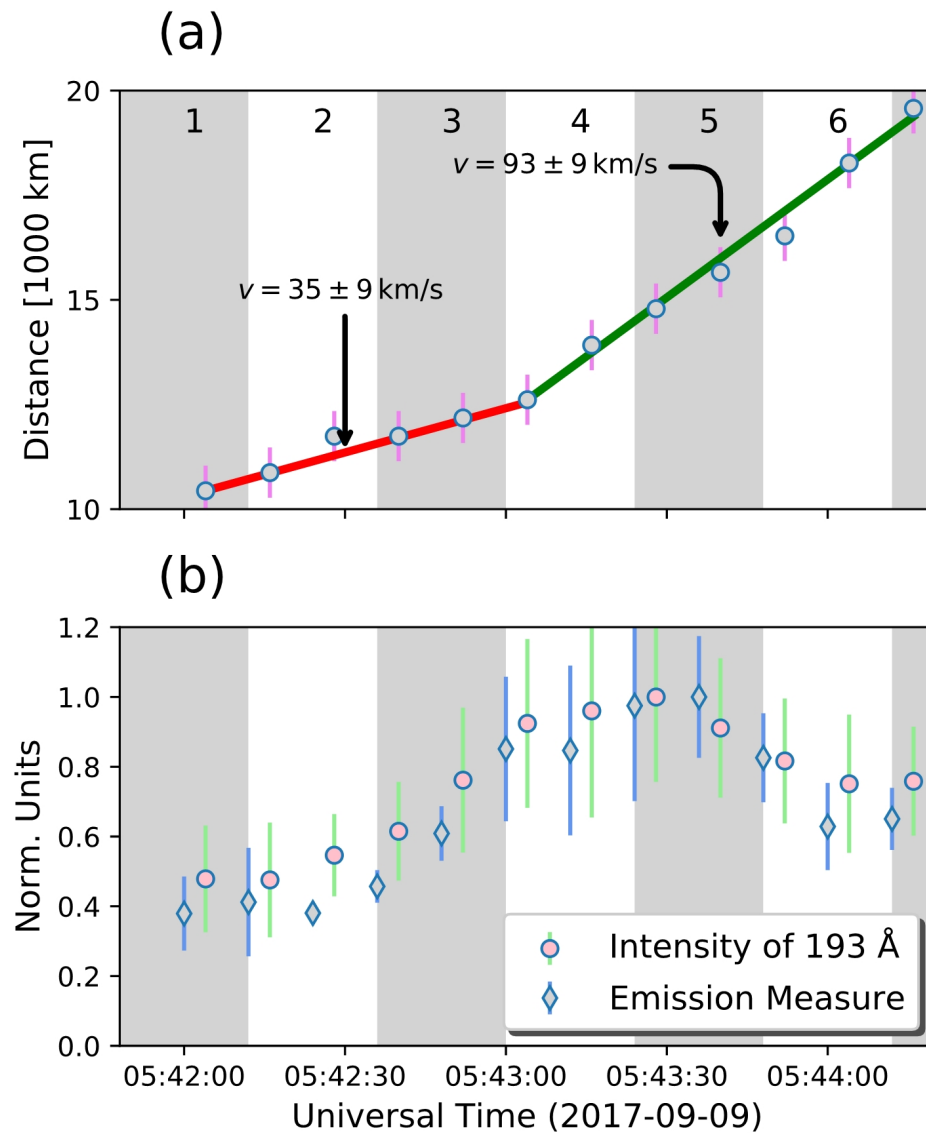 (a)
20
1 2 3 4 5 6
v = 93 ± 9 km/s
v = 35 ± 9 km/s
15
10
Distance [1000 km]
(b)
1.2
1.0
0.8
0.6
0.4
0.2
0.0
Norm. Units
Intensity of 193 Å
Emission Measure
05:42:00 05:42:30 05:43:00 05:43:30 05:44:00
Universal Time (2017-09-09)